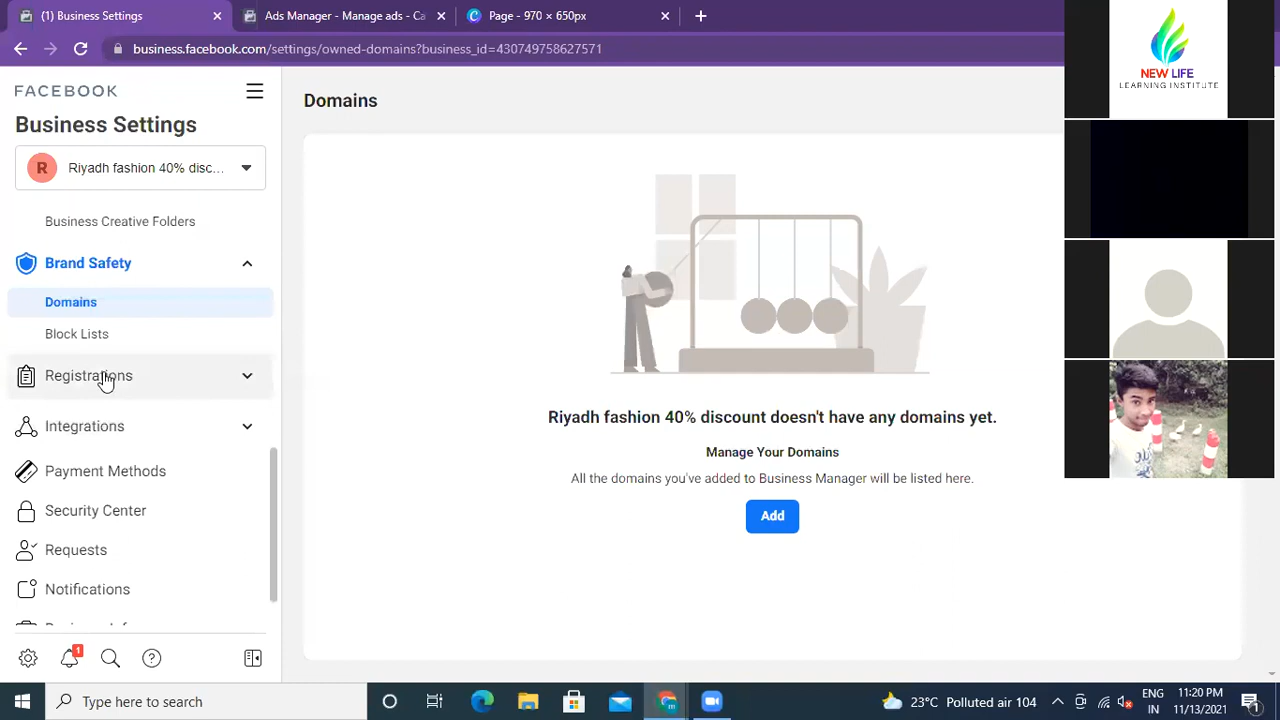 (1) Business Settings
Ads Manager - Manage ads - Ca
Page - 970 × 650px
business.facebook.com/settings/owned-domains?business_id=430749758627571
FACEBOOK
Business Settings
R
Riyadh fashion 40% disc...
Business Creative Folders
Brand Safety
Domains
Block Lists
Registrations
Integrations
Payment Methods
Security Center
Requests
Notifications
1
Domains
Riyadh fashion 40% discount doesn't have any domains yet.
Manage Your Domains
All the domains you've added to Business Manager will be listed here.
Add
NEW LIFE
LEARNING INSTITUTE
Type here to search
23°C Polluted air 104
ENG
IN
11:20 PM
11/13/2021
1